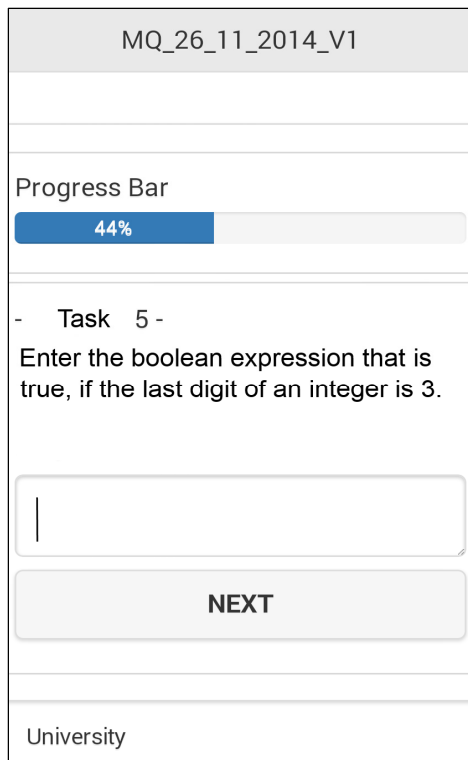 MQ_26_11_2014_V1
Progress Bar
44%
- Task 5 -
Enter the boolean expression that is
true, if the last digit of an integer is 3.
NEXT
University